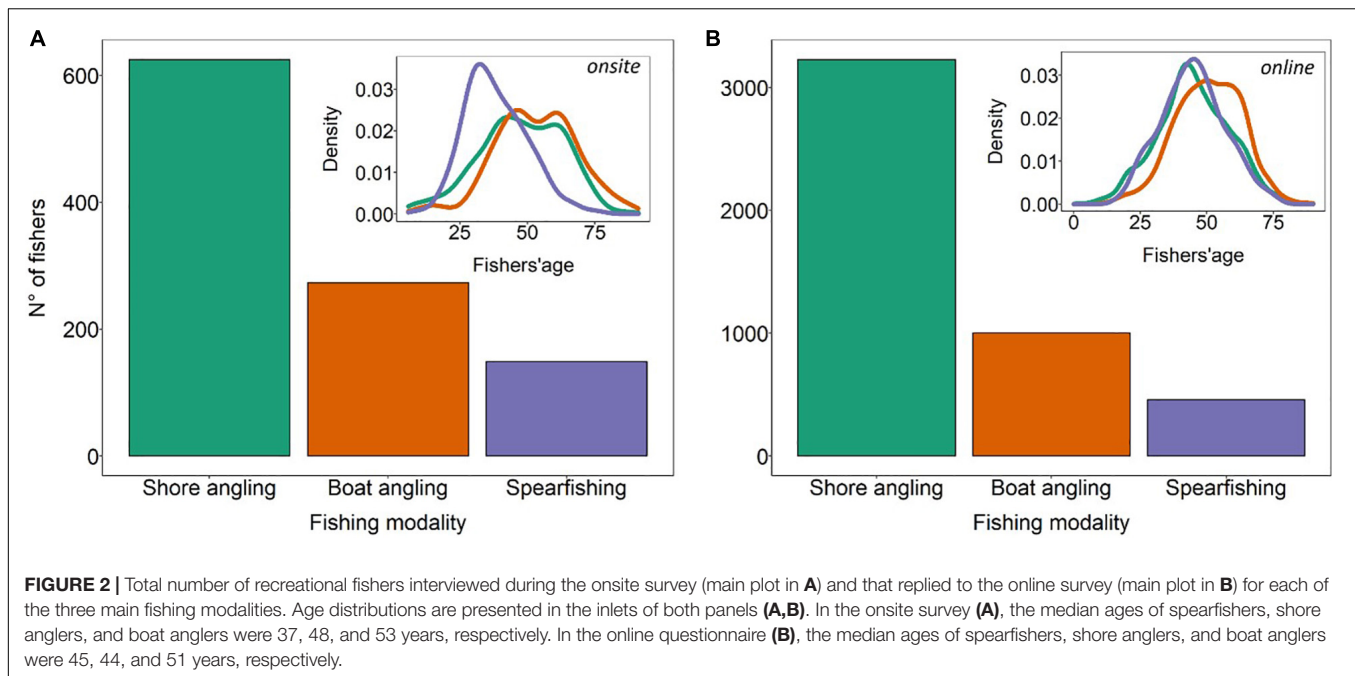 A
N° of fishers
600
400
200
0
onsite
Density
0.03
0.02
0.01
0.00
25 50 75
Fishers'age
Shore angling Boat angling Spearfishing
Fishing modality
B
3000
2000
1000
0
online
Density
0.03
0.02
0.01
0.00
0 25 50 75
Fishers'age
Shore angling Boat angling Spearfishing
Fishing modality
FIGURE 2 | Total number of recreational fishers interviewed during the onsite survey (main plot in A) and that replied to the online survey (main plot in B) for each of
the three main fishing modalities. Age distributions are presented in the inlets of both panels (A,B). In the onsite survey (A), the median ages of spearfishers, shore
anglers, and boat anglers were 37, 48, and 53 years, respectively. In the online questionnaire (B), the median ages of spearfishers, shore anglers, and boat anglers
were 45, 44, and 51 years, respectively.